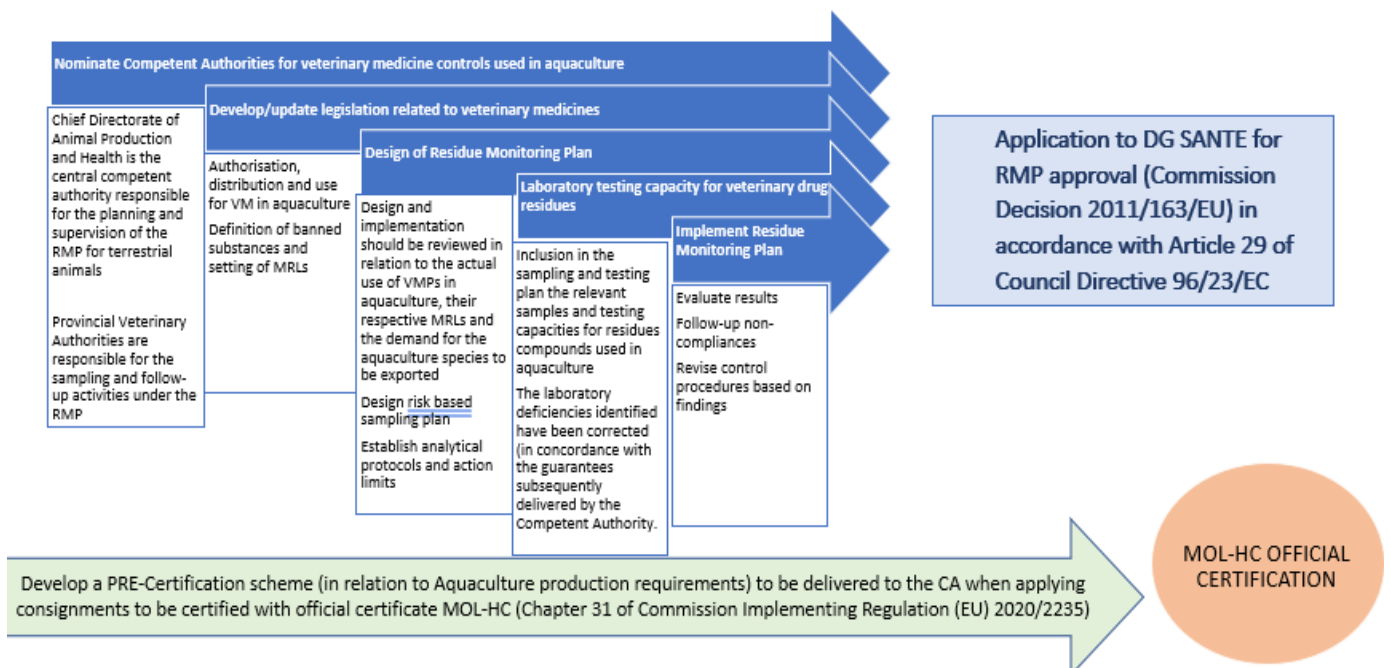 Nominate Competent Authorities for veterinary medicine controls used in aquaculture
Chief Directorate of
Animal Production
and Health is the
central competent
authority responsible
for the planning and
supervision of the
RMP for terrestrial
animals
Provincial Veterinary
Authorities are
responsible for the
sampling and follow-
up activities under the
RMP
Develop/update legislation related to veterinary medicines
Authorisation,
distribution and use
for VM in aquaculture
Definition of banned
substances and
setting of MRLs
Design of Residue Monitoring Plan
Design and
implementation
should be reviewed in
relation to the actual
use of VMPs in
aquaculture, their
respective MRLs and
the demand for the
aquaculture species to
be exported
Design risk based
sampling plan
Establish analytical
protocols and action
limits
Laboratory testing capacity for veterinary drug
residues
Inclusion in the
sampling and testing
plan the relevant
samples and testing
capacities for residues
compounds used in
aquaculture
The laboratory
deficiencies identified
have been corrected
(in concordance with
the guarantees
subsequently
delivered by the
Competent Authority.
Implement Residue
Monitoring Plan
Evaluate results
Follow-up non-
compliances
Revise control
procedures based on
findings
Application to DG SANTE for
RMP approval (Commission
Decision 2011/163/EU) in
accordance with Article 29 of
Council Directive 96/23/EC
Develop a PRE-Certification scheme (in relation to Aquaculture production requirements) to be delivered to the CA when applying
consignments to be certified with official certificate MOL-HC (Chapter 31 of Commission Implementing Regulation (EU) 2020/2235)
MOL-HC OFFICIAL
CERTIFICATION